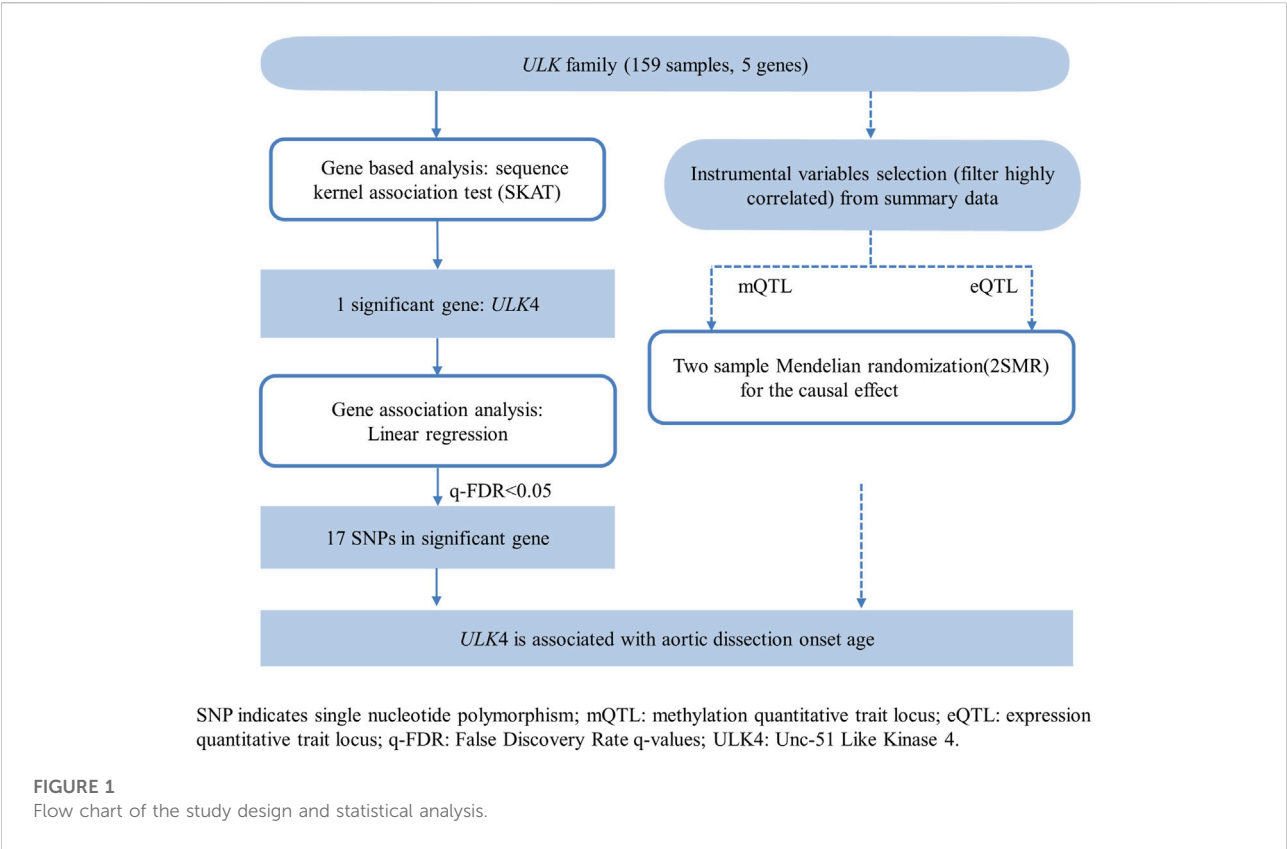 ULK family (159 samples, 5 genes)
Gene based analysis: sequence
kernel association test (SKAT)
Instrumental variables selection (filter highly
correlated) from summary data
1 significant gene: ULK4
mQTL
eQTL
Two sample Mendelian randomization(2SMR)
for the causal effect
Gene association analysis:
Linear regression
q-FDR<0.05
17 SNPs in significant gene
ULK4 is associated with aortic dissection onset age
SNP indicates single nucleotide polymorphism; mQTL: methylation quantitative trait locus; eQTL: expression
quantitative trait locus; q-FDR: False Discovery Rate q-values; ULK4: Unc-51 Like Kinase 4.
FIGURE 1
Flow chart of the study design and statistical analysis.